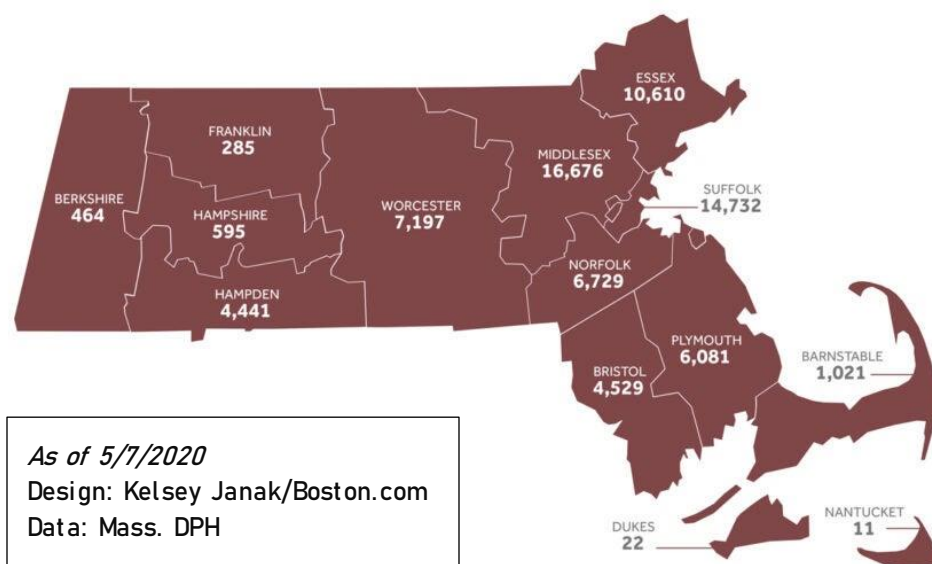 ESSEX
10,610
FRANKLIN
285
MIDDLESEX
16,676
BERKSHIRE
464
HAMPSHIRE
595
WORCESTER
7,197
SUFFOLK
14,732
NORFOLK
6,729
HAMPDEN
4,441
PLYMOUTH
6,081
BRISTOL
4,529
BARNSTABLE
1,021
As of 5/7/2020
Design: Kelsey Janak/Boston.com
Data: Mass. DPH
DUKES
22
NANTUCKET
11